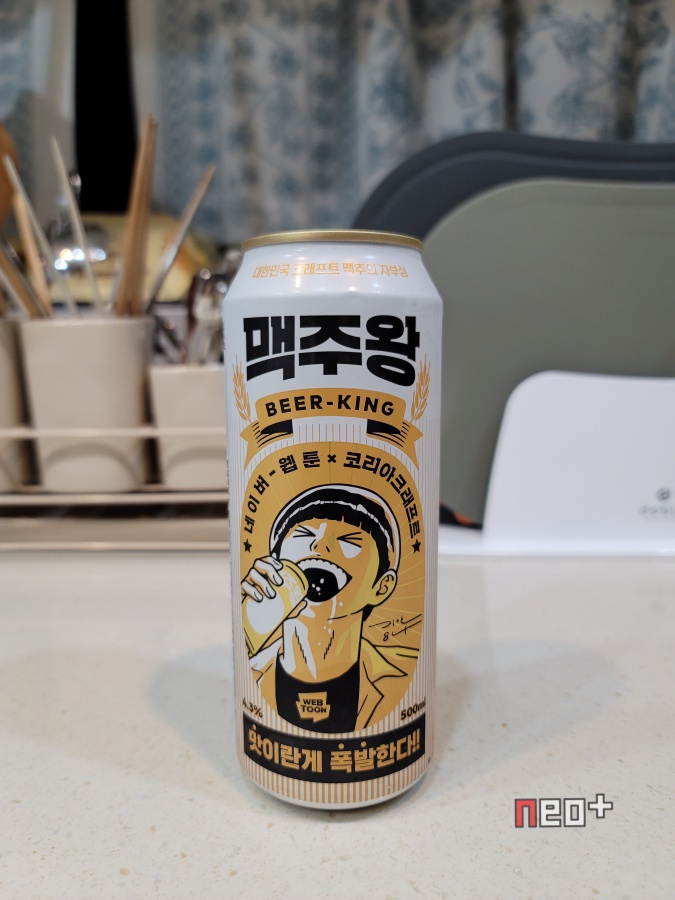 대한민국 크래프트 맥주의 자부심
맥주왕
BEER-KING
★ 네이버-웹툰 × 코리아크래프트 ★
WEB
TOON
500ml
맛이란게 폭발한다!!
neo+